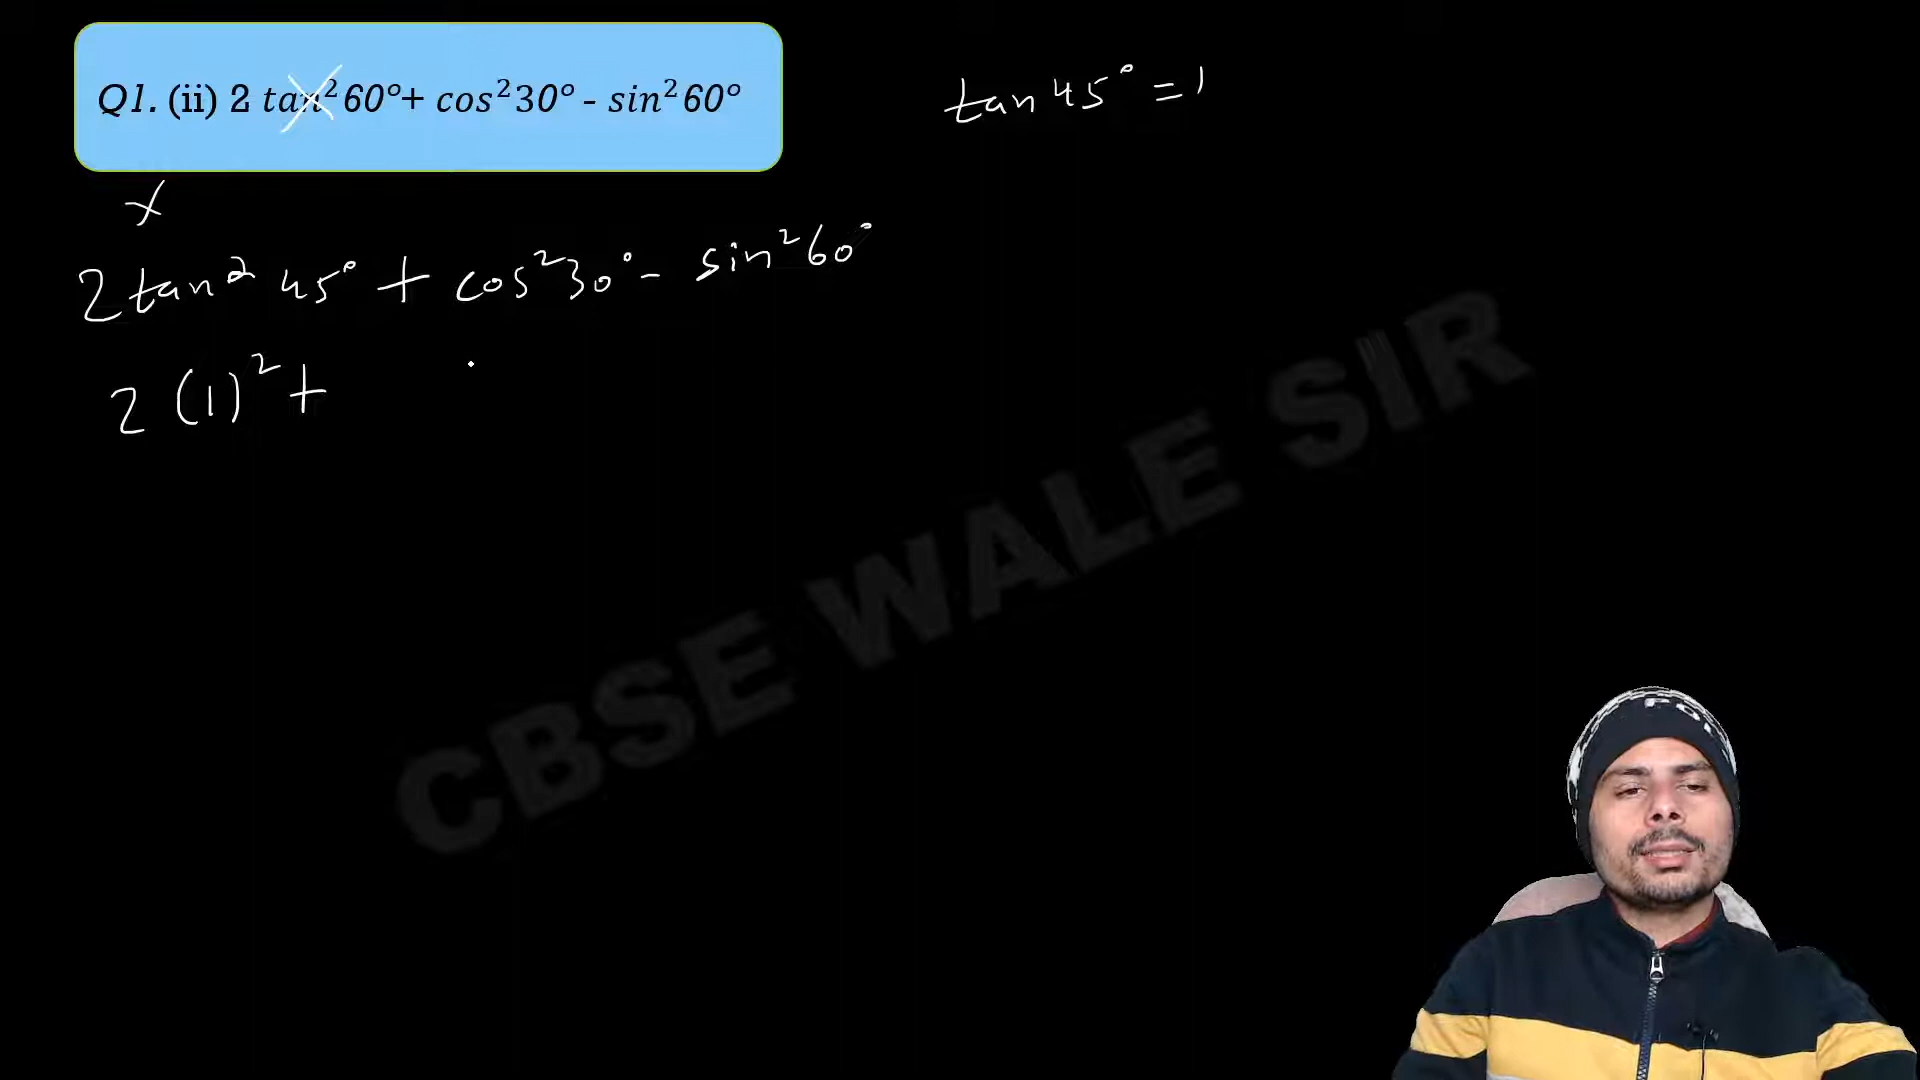 Q1. (ii) 2 tan²60°+ cos²30° - sin²60°
tan 45° = 1
x
2 tan² 45° + cos²30° - sin²60°
2 (1)² +
CBSE WALE SIR